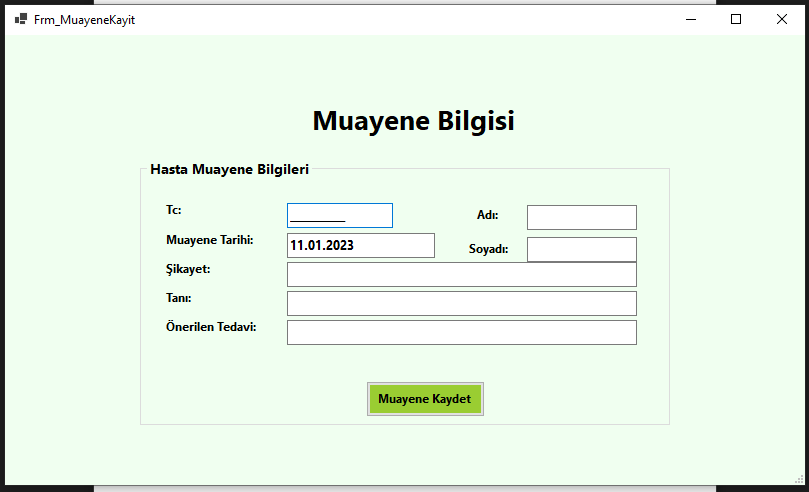 Frm_MuayeneKayit
Muayene Bilgisi
Hasta Muayene Bilgileri
Tc:
Adı:
Muayene Tarihi: 11.01.2023
Soyadı:
Şikayet:
Tanı:
Önerilen Tedavi:
Muayene Kaydet